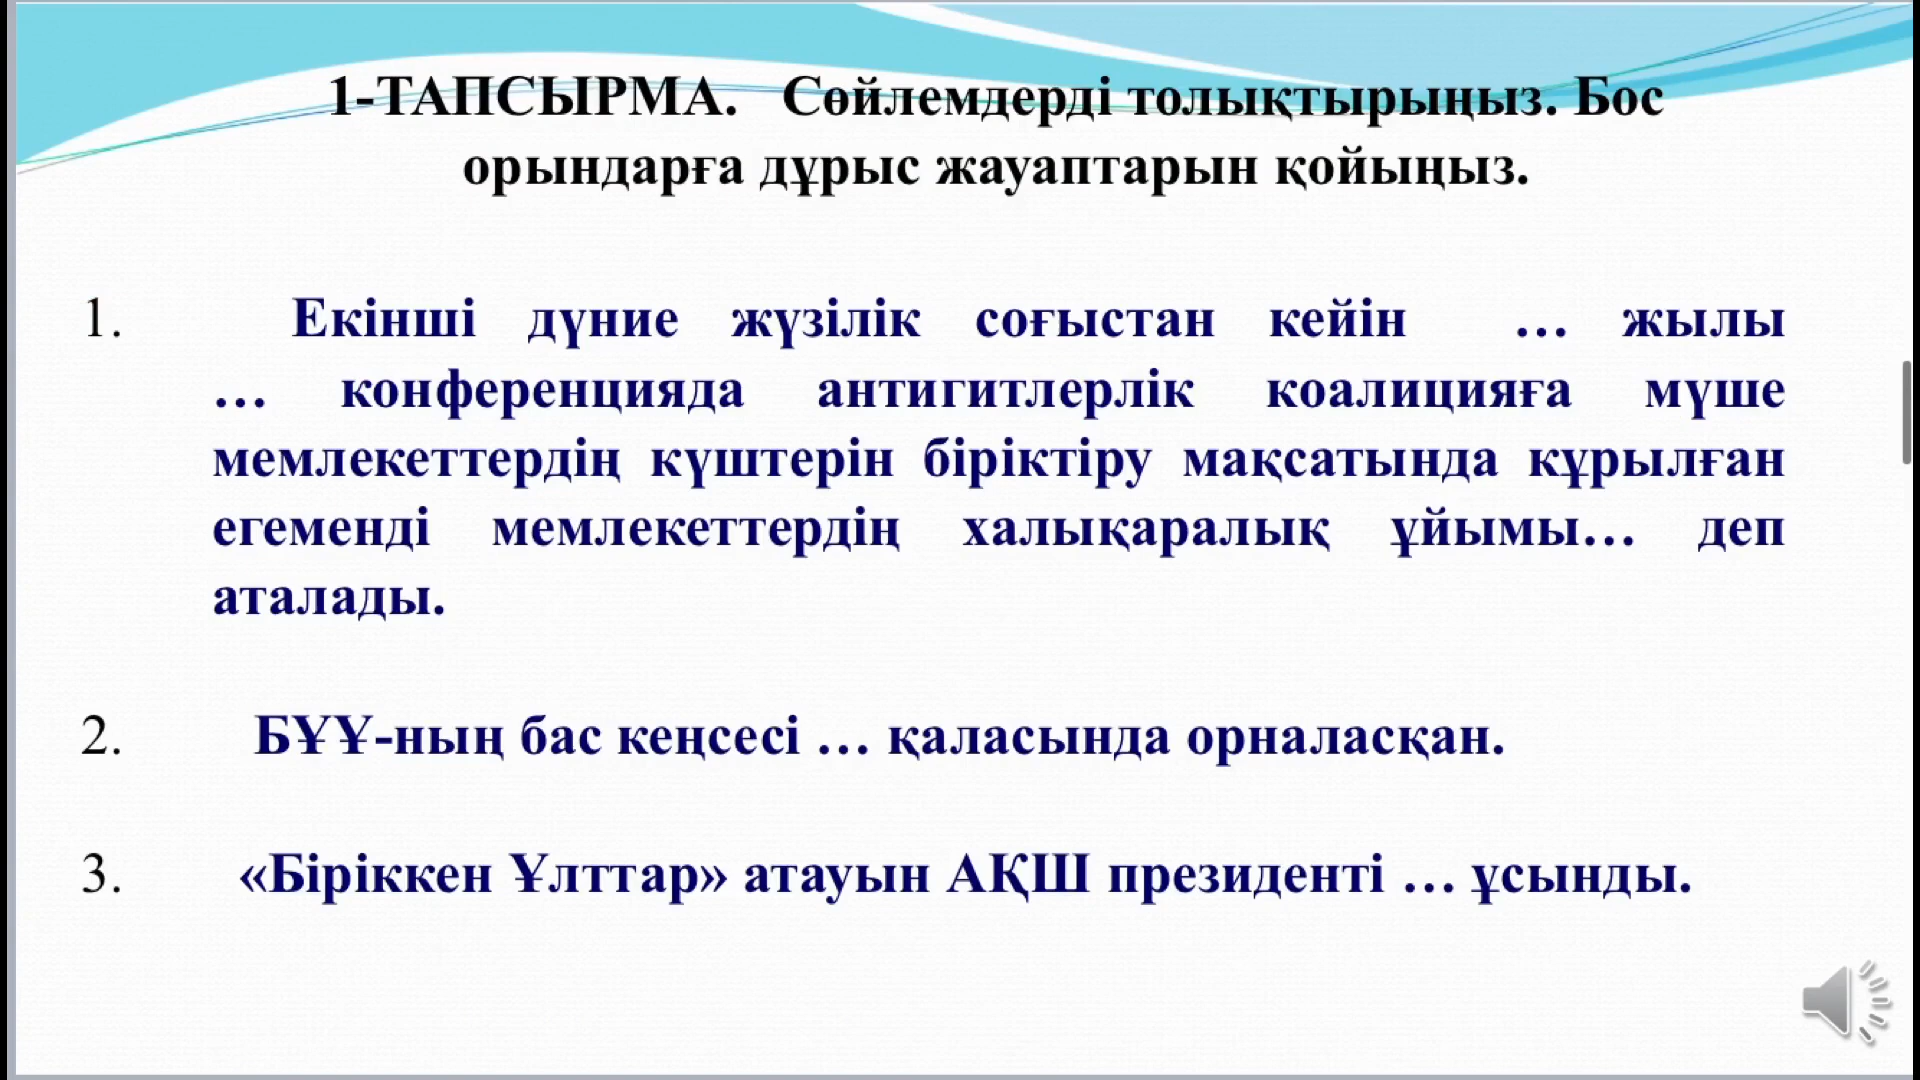 1-ТАПСЫРМА. Сөйлемдерді толықтырыңыз. Бос
орындарға дұрыс жауаптарын қойыңыз.
1. Екінші дүние жүзілік соғыстан кейін … жылы
… конференцияда антигитлерлік коалицияға мүше
мемлекеттердің күштерін біріктіру мақсатында құрылған
егеменді мемлекеттердің халықаралық ұйымы… деп
аталады.
2. БҰҰ-ның бас кеңсесі … қаласында орналасқан.
3. «Біріккен Ұлттар» атауын АҚШ президенті … ұсынды.